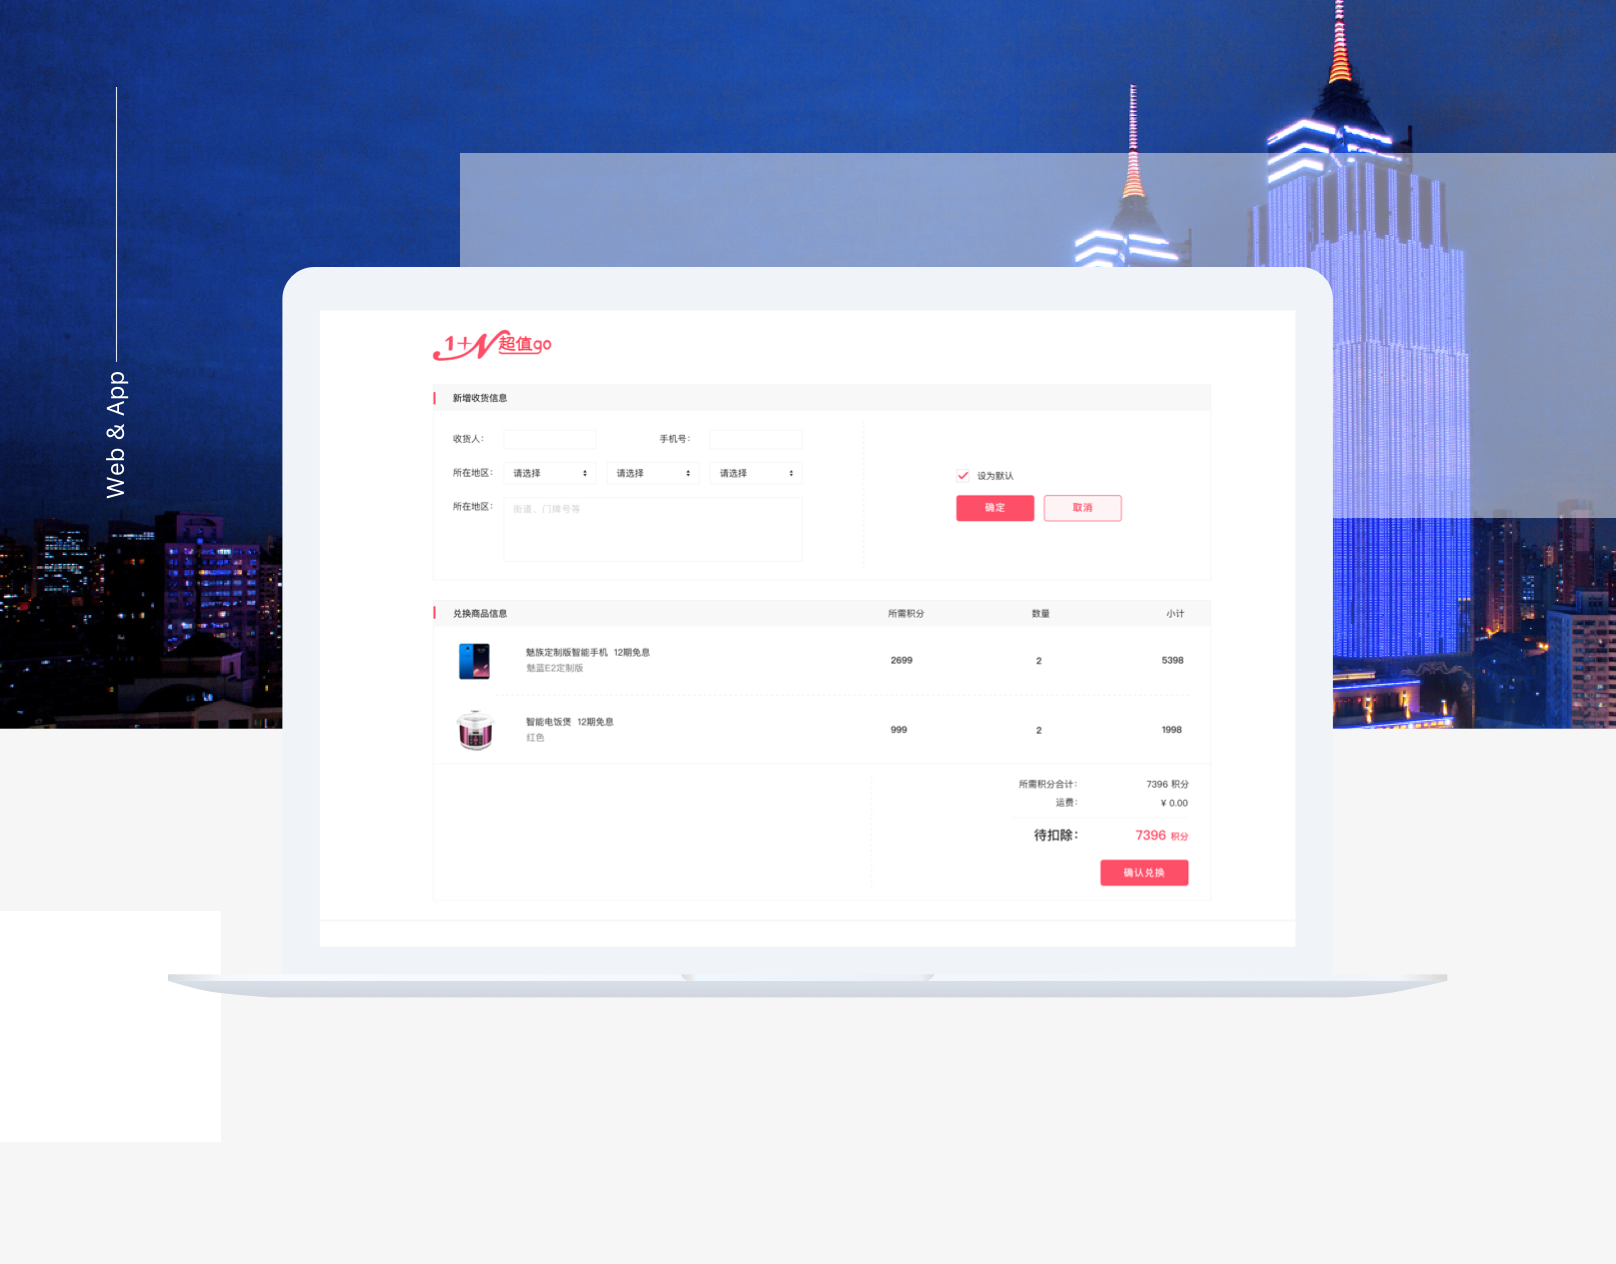 Web & App
1+N超值go
新增收货信息
收货人：
手机号：
所在地区：
请选择
请选择
请选择
所在地区：
街道、门牌号等
设为默认
确定
取消
兑换商品信息
所需积分
数量
小计
魅族定制版智能手机 12期免息
魅蓝E2定制版
2699
2
5398
智能电饭煲 12期免息
红色
999
2
1998
所需积分合计：
7396 积分
运费：
¥ 0.00
待扣除：
7396 积分
确认兑换